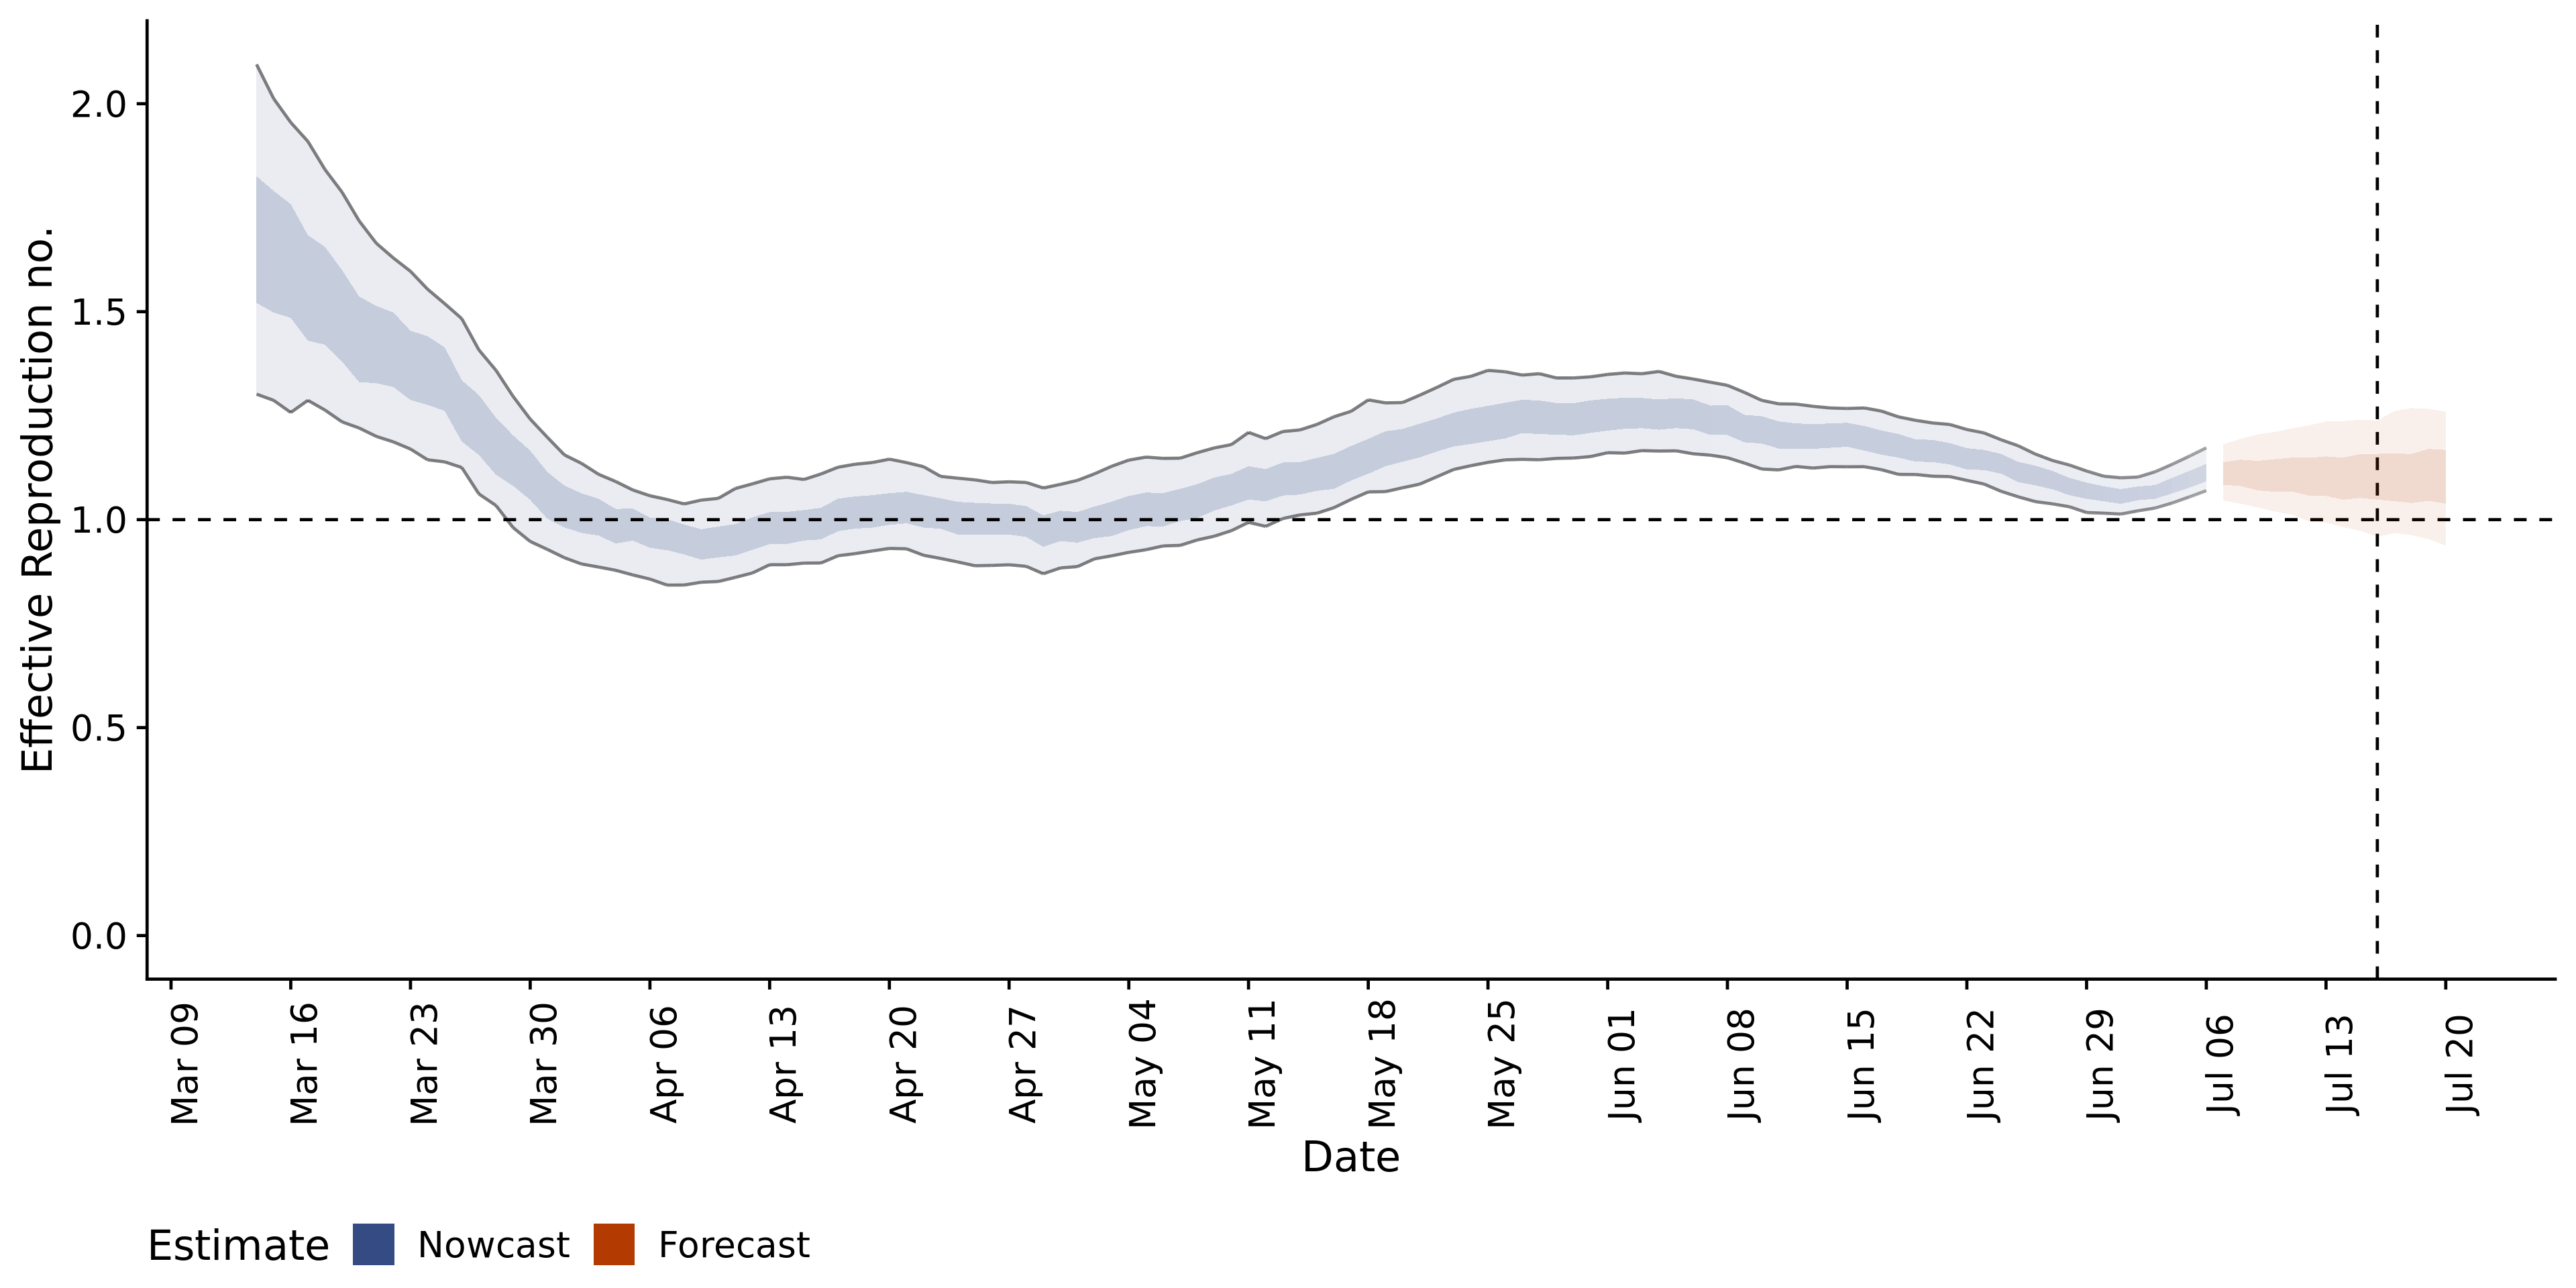 Effective Reproduction no.
2.0
1.5
1.0
0.5
0.0
Mar 09
Mar 16
Mar 23
Mar 30
Apr 06
Apr 13
Apr 20
Apr 27
May 04
May 11
May 18
May 25
Jun 01
Jun 08
Jun 15
Jun 22
Jun 29
Jul 06
Jul 13
Jul 20
Date
Estimate Nowcast Forecast